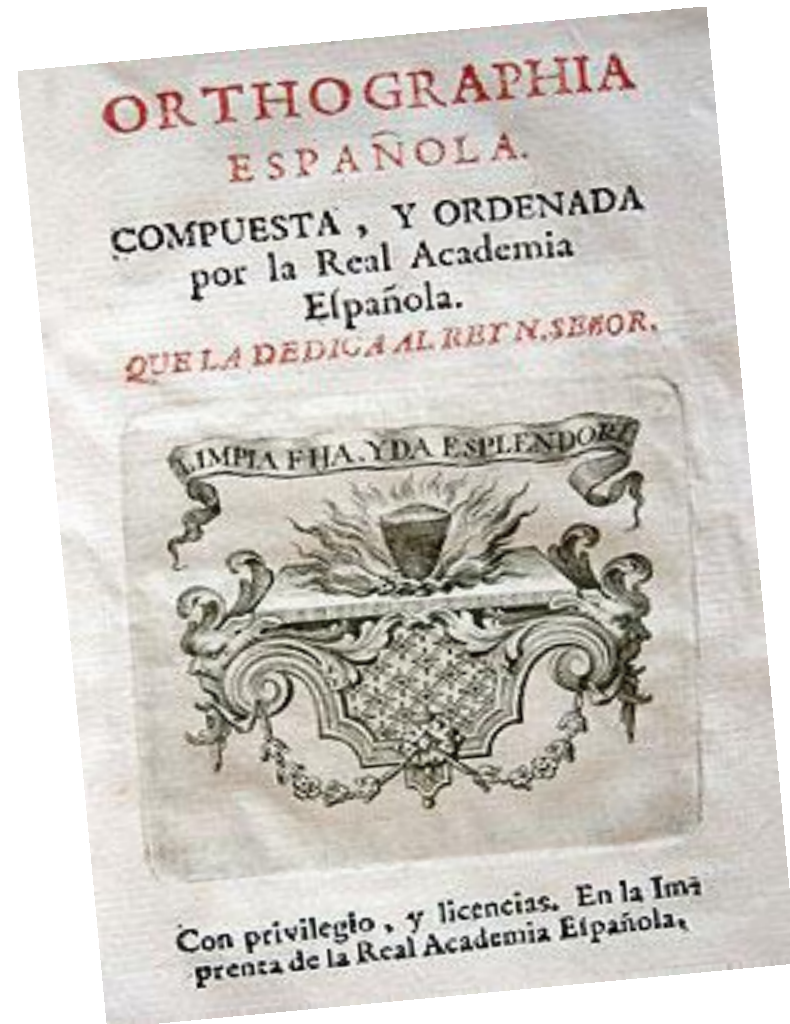 ORTHOGRAPHIA
ESPAÑOLA.
COMPUESTA, Y ORDENADA
por la Real Academia
Eſpañola.
QUE LA DEDICA AL REY N. SEÑOR.
LIMPIA FIJA. Y DA ESPLENDOR
Con privilegio, y licencias. En la Im-
prenta de la Real Academia Eſpañola.